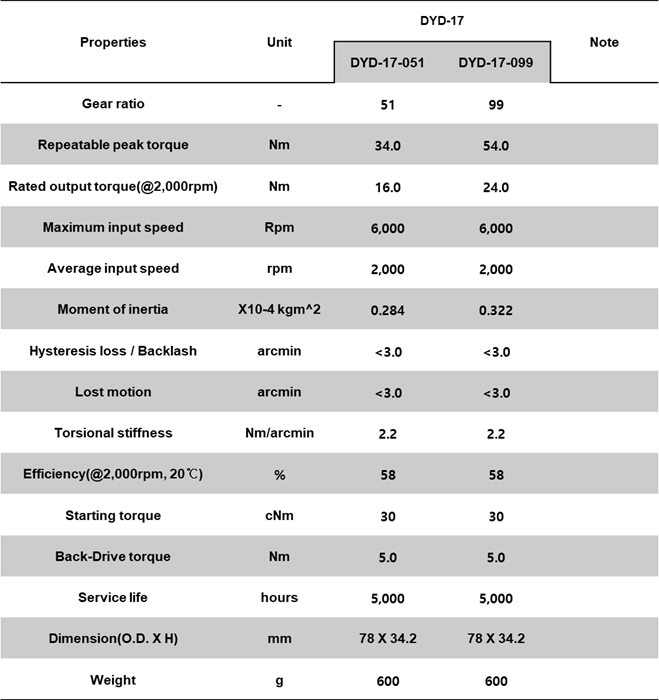 Properties Unit DYD-17 Note
DYD-17-051 DYD-17-099
Gear ratio - 51 99
Repeatable peak torque Nm 34.0 54.0
Rated output torque(@2,000rpm) Nm 16.0 24.0
Maximum input speed Rpm 6,000 6,000
Average input speed rpm 2,000 2,000
Moment of inertia X10-4 kgm^2 0.284 0.322
Hysteresis loss / Backlash arcmin <3.0 <3.0
Lost motion arcmin <3.0 <3.0
Torsional stiffness Nm/arcmin 2.2 2.2
Efficiency(@2,000rpm, 20℃) % 58 58
Starting torque cNm 30 30
Back-Drive torque Nm 5.0 5.0
Service life hours 5,000 5,000
Dimension(O.D. X H) mm 78 X 34.2 78 X 34.2
Weight g 600 600